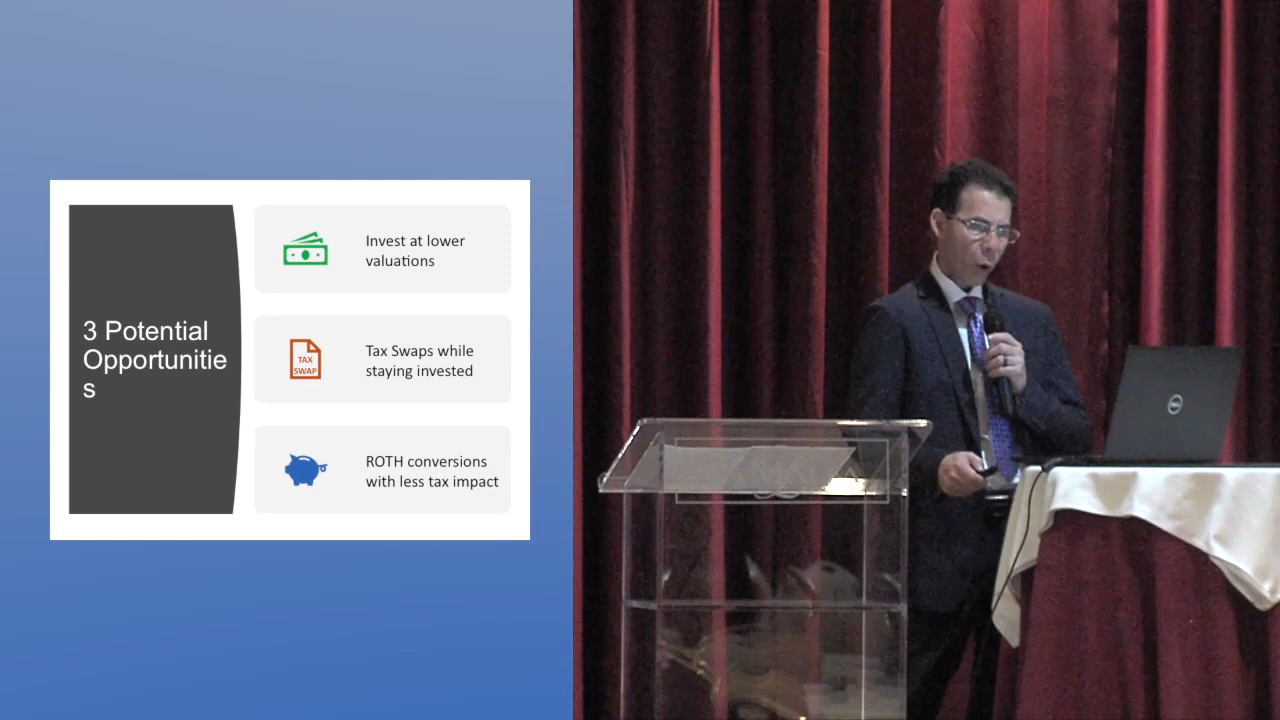 3 Potential
Opportunitie
s
Invest at lower
valuations
TAX
SWAP
Tax Swaps while
staying invested
ROTH conversions
with less tax impact
DELL